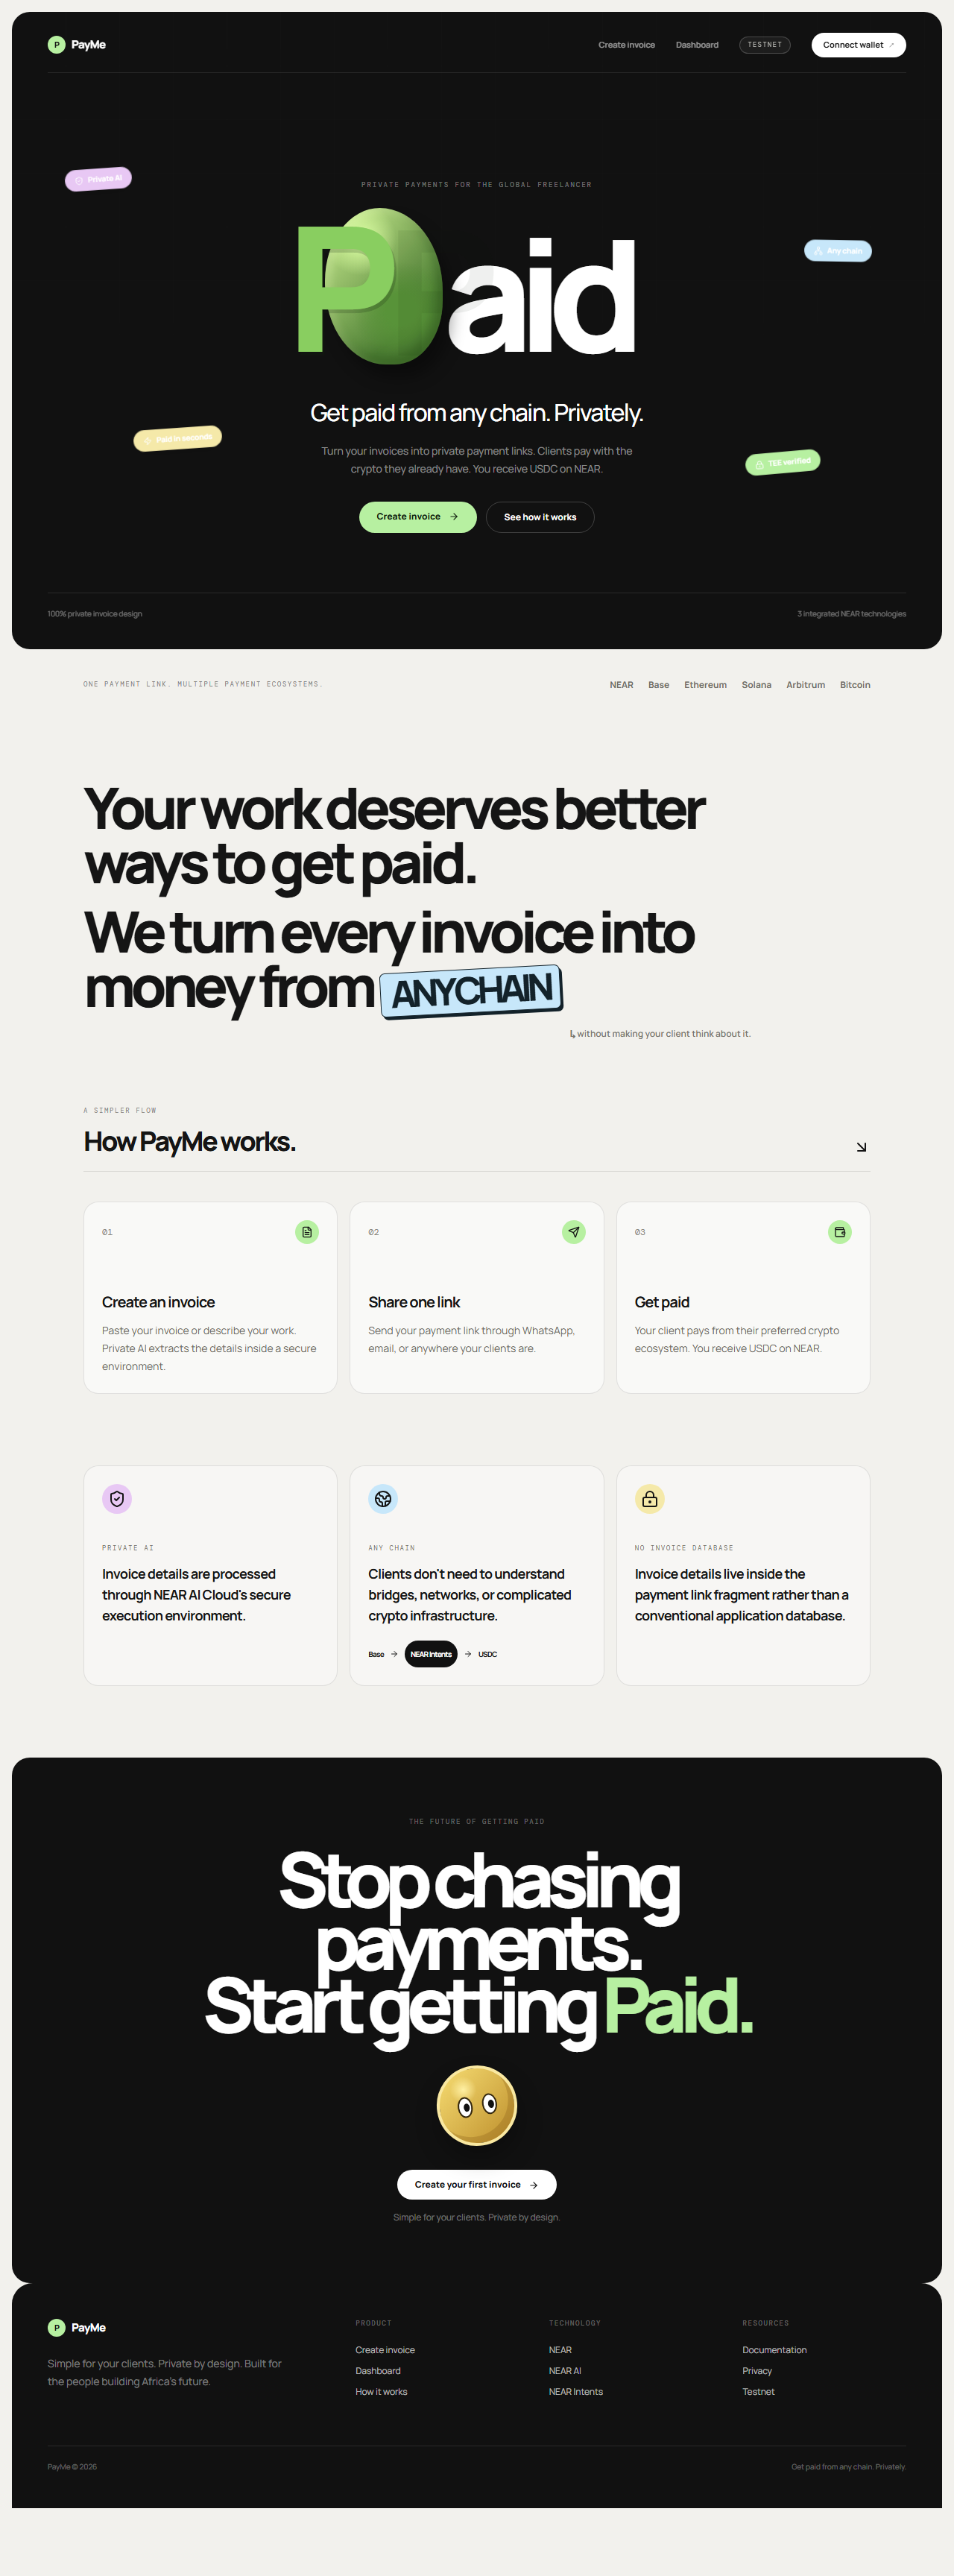 P PayMe
Create invoice Dashboard TESTNET Connect wallet ↗
Private AI
PRIVATE PAYMENTS FOR THE GLOBAL FREELANCER
Any chain
Paid
Get paid from any chain. Privately.
Paid in seconds
Turn your invoices into private payment links. Clients pay with the
crypto they already have. You receive USDC on NEAR.
TEE verified
Create invoice →
See how it works
100% private invoice design
3 integrated NEAR technologies
ONE PAYMENT LINK. MULTIPLE PAYMENT ECOSYSTEMS.
NEAR Base Ethereum Solana Arbitrum Bitcoin
Your work deserves better
ways to get paid.
We turn every invoice into
money from ANYCHAIN
↳ without making your client think about it.
A SIMPLER FLOW
How PayMe works.
01
Create an invoice
Paste your invoice or describe your work.
Private AI extracts the details inside a secure
environment.
02
Share one link
Send your payment link through WhatsApp,
email, or anywhere your clients are.
03
Get paid
Your client pays from their preferred crypto
ecosystem. You receive USDC on NEAR.
PRIVATE AI
Invoice details are processed
through NEAR AI Cloud's secure
execution environment.
ANY CHAIN
Clients don't need to understand
bridges, networks, or complicated
crypto infrastructure.
Base → NEAR Intents → USDC
NO INVOICE DATABASE
Invoice details live inside the
payment link fragment rather than a
conventional application database.
THE FUTURE OF GETTING PAID
Stop chasing
payments.
Start getting Paid.
Create your first invoice →
Simple for your clients. Private by design.
P PayMe
Simple for your clients. Private by design. Built for
the people building Africa's future.
PRODUCT
Create invoice
Dashboard
How it works
TECHNOLOGY
NEAR
NEAR AI
NEAR Intents
RESOURCES
Documentation
Privacy
Testnet
PayMe © 2026
Get paid from any chain. Privately.